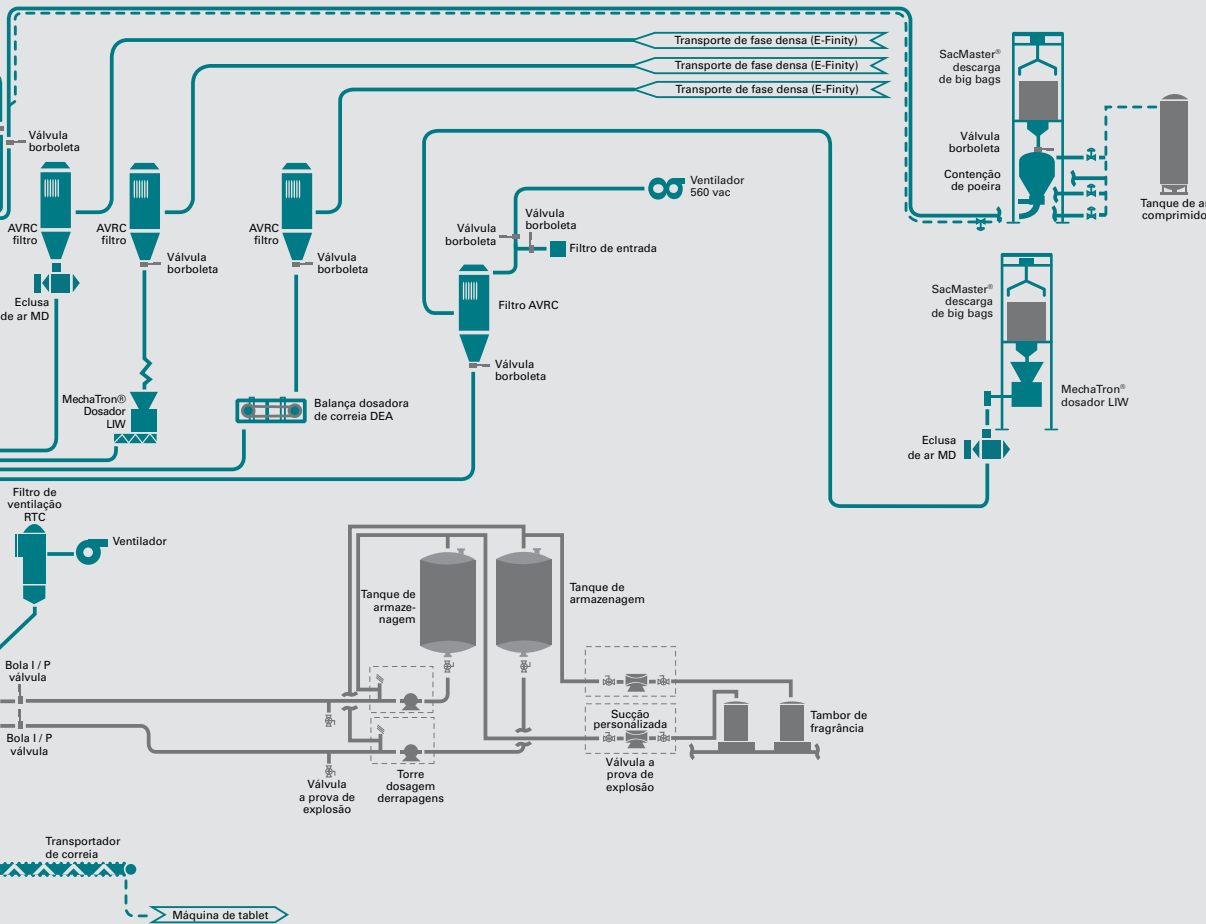 Transporte de fase densa (E-Finity)
Transporte de fase densa (E-Finity)
Transporte de fase densa (E-Finity)
SacMaster®
descarga
de big bags
Válvula
borboleta
Contenção
de poeira
Tanque de ar
comprimido
Válvula
borboleta
AVRC
filtro
AVRC
filtro
AVRC
filtro
Válvula
borboleta
Válvula
borboleta
Eclusa
de ar MD
Ventilador
560 vac
Válvula
borboleta
Válvula
borboleta
Filtro de entrada
Filtro AVRC
Válvula
borboleta
SacMaster®
descarga
de big bags
MechaTron®
dosador LIW
Eclusa
de ar MD
MechaTron®
Dosador
LIW
Balança dosadora
de correia DEA
Filtro de
ventilação
RTC
Ventilador
Tanque de
armaze-
nagem
Tanque de
armazenagem
Bola I / P
válvula
Bola I / P
válvula
Sucção
personalizada
Tambor de
fragrância
Válvula a
prova de
explosão
Válvula
a prova de
explosão
Torre
dosagem
derrapagens
Transportador
de correia
Máquina de tablet